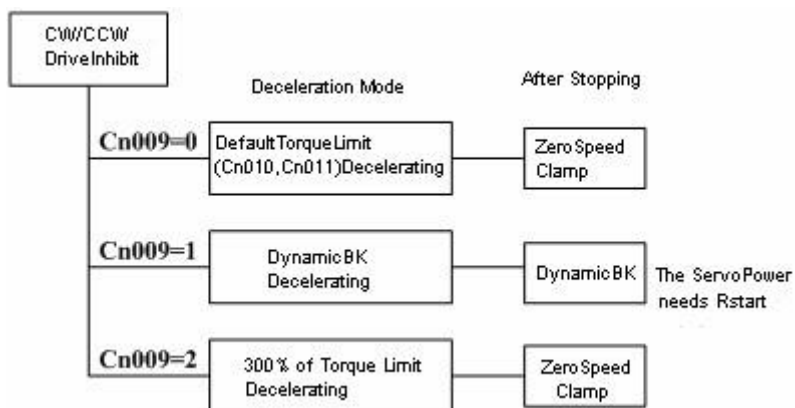 CW/CCW
DriveInhibit
Deceleration Mode
After Stopping
Cn009=0
DefaultTorqueLimit
(Cn010,Cn011)Decelerating
ZeroSpeed
Clamp
Cn009=1
DynamicBK
Decelerating
DynamicBK
The ServoPower
needs Rstart
Cn009=2
300% of Torque Limit
Decelerating
ZeroSpeed
Clamp